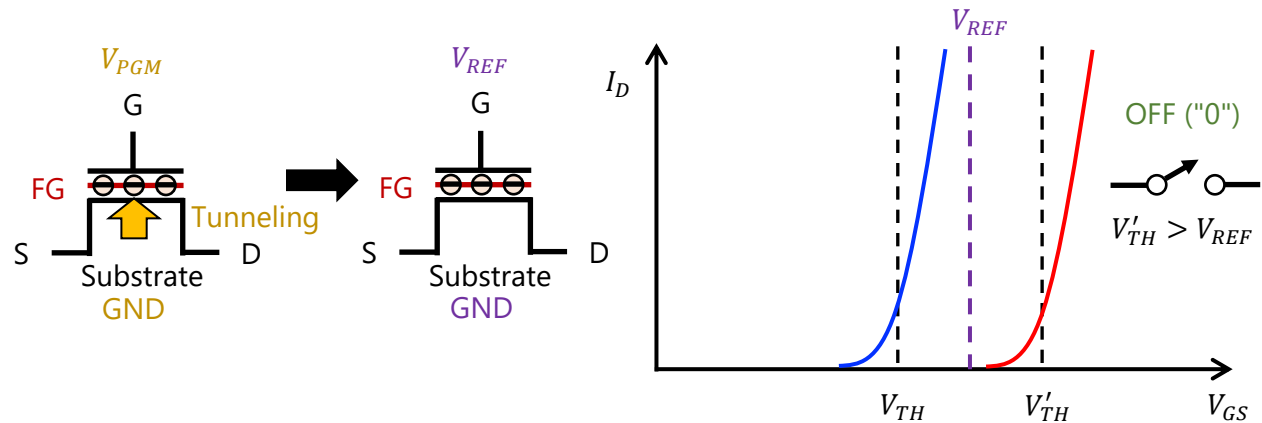 V_PGM
G
FG
Tunneling
S
D
Substrate
GND
V_REF
G
FG
S
D
Substrate
GND
V_REF
I_D
OFF ("0")
V'_TH > V_REF
V_TH
V'_TH
V_GS